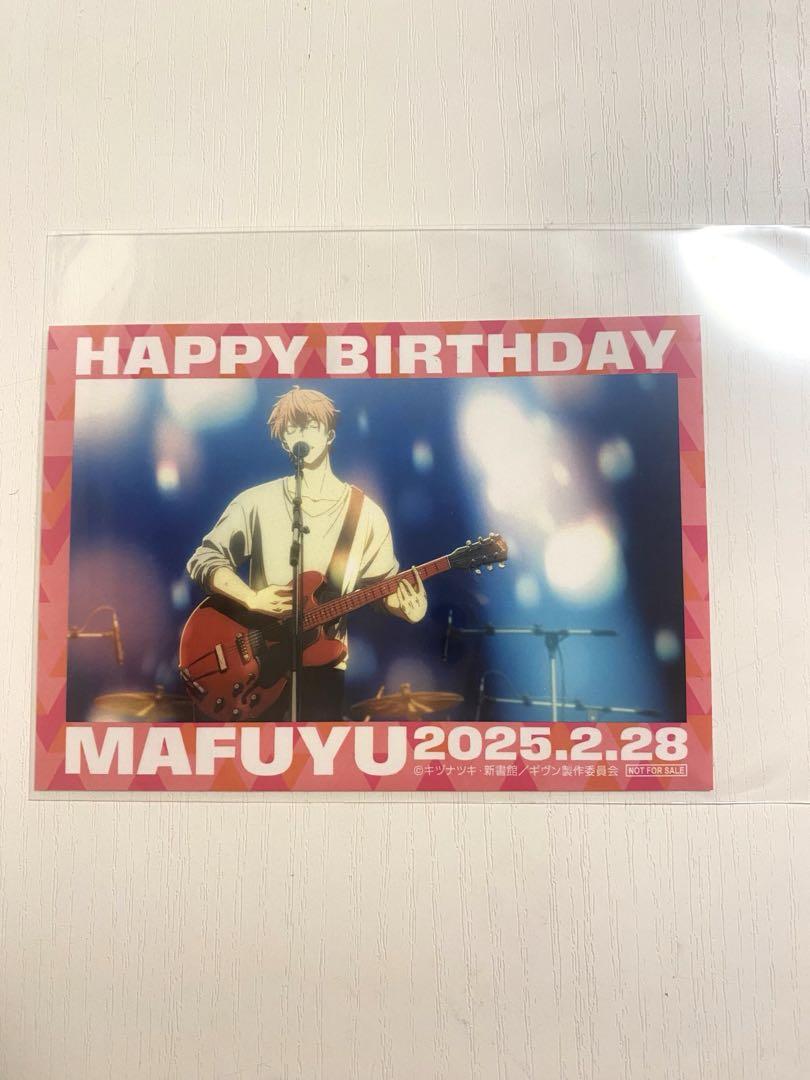 HAPPY BIRTHDAY
MAFUYU 2025.2.28
©キヅナツキ・新書館／ギヴン製作委員会 NOT FOR SALE